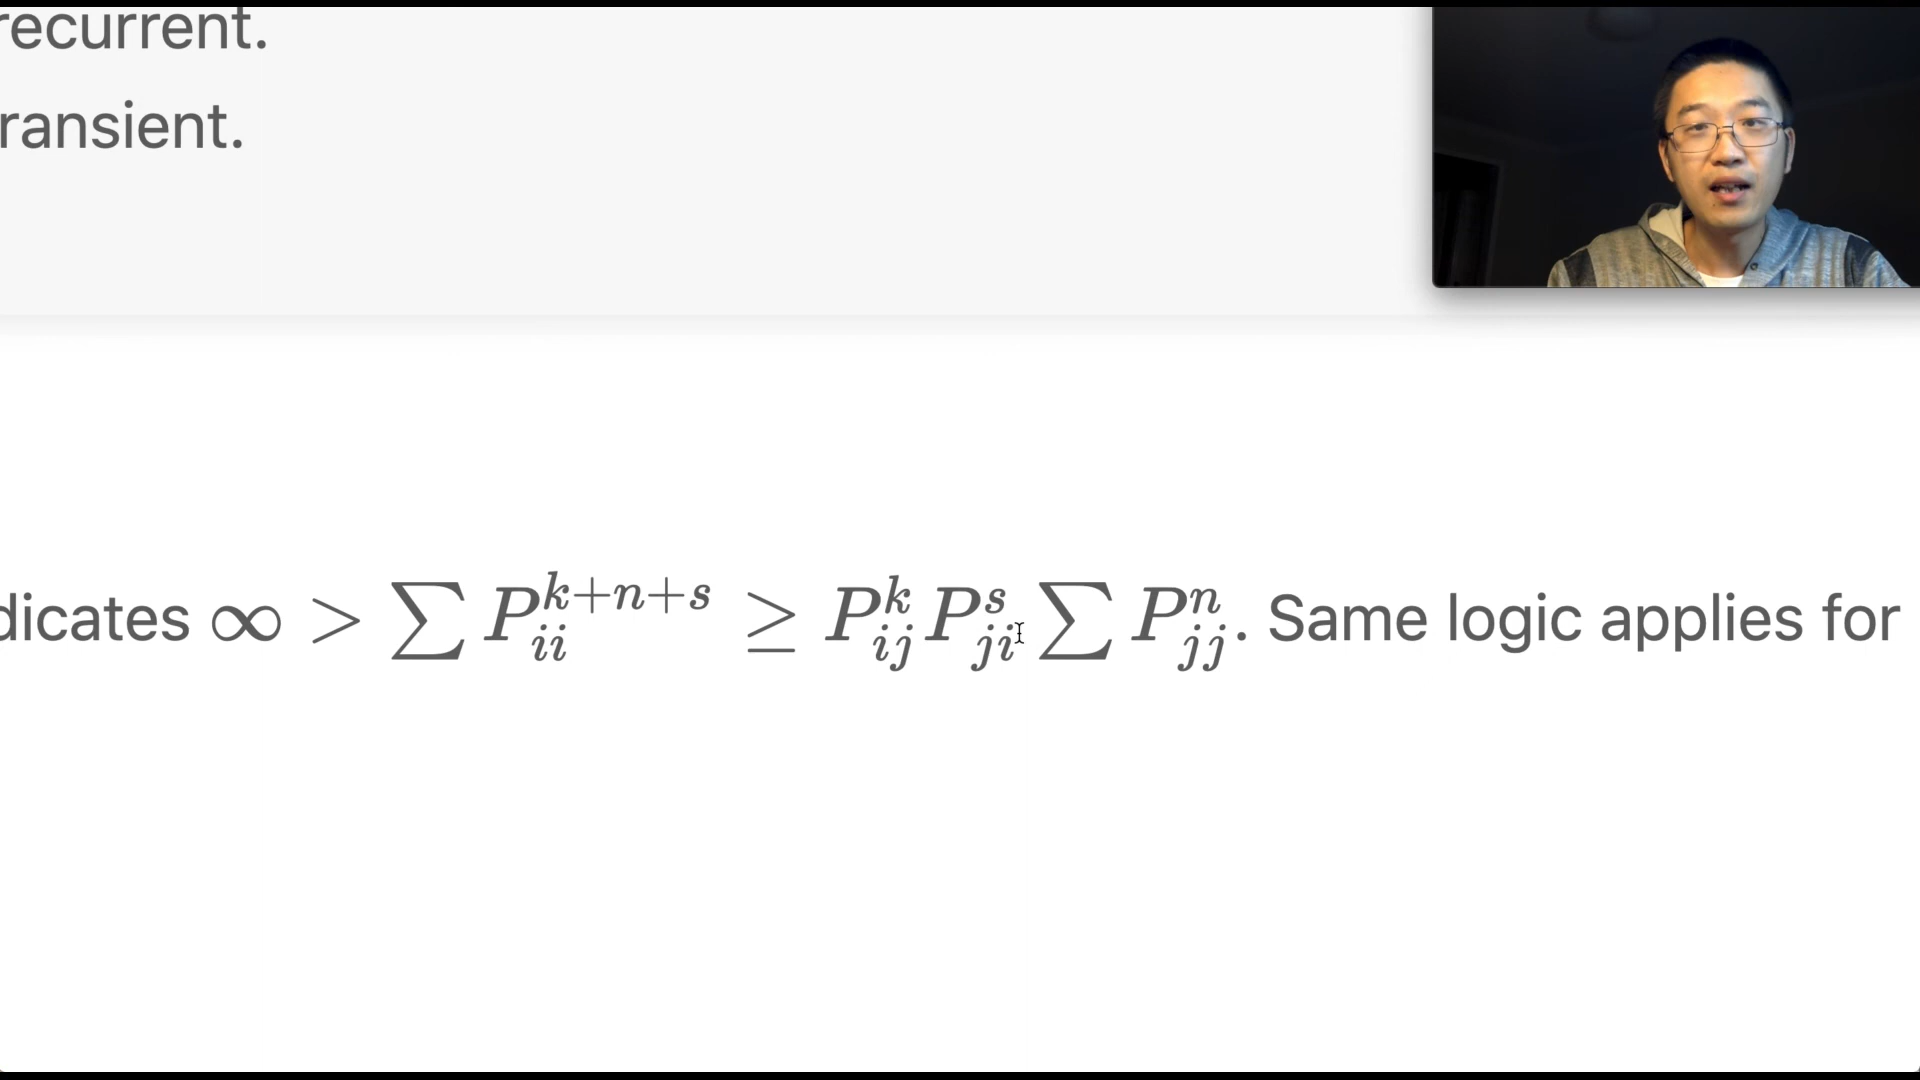 recurrent.
ransient.
dicates ∞ > ∑ P_{ii}^{k+n+s} ≥ P_{ij}^{k} P_{ji}^{s} ∑ P_{jj}^{n}. Same logic applies for